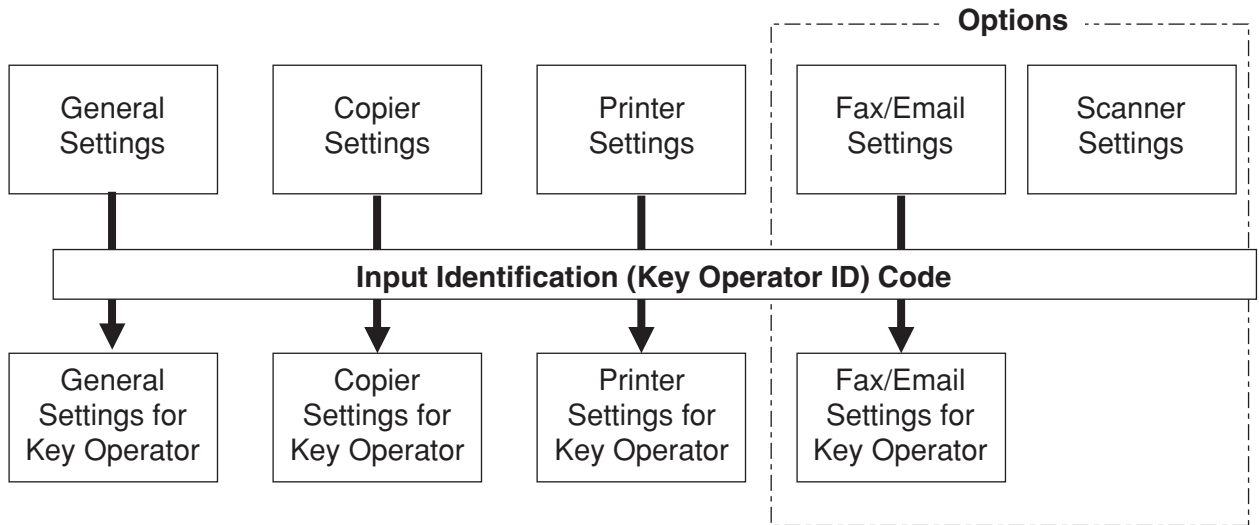 Options
General
Settings
Copier
Settings
Printer
Settings
Fax/Email
Settings
Scanner
Settings
Input Identification (Key Operator ID) Code
General
Settings for
Key Operator
Copier
Settings for
Key Operator
Printer
Settings for
Key Operator
Fax/Email
Settings for
Key Operator